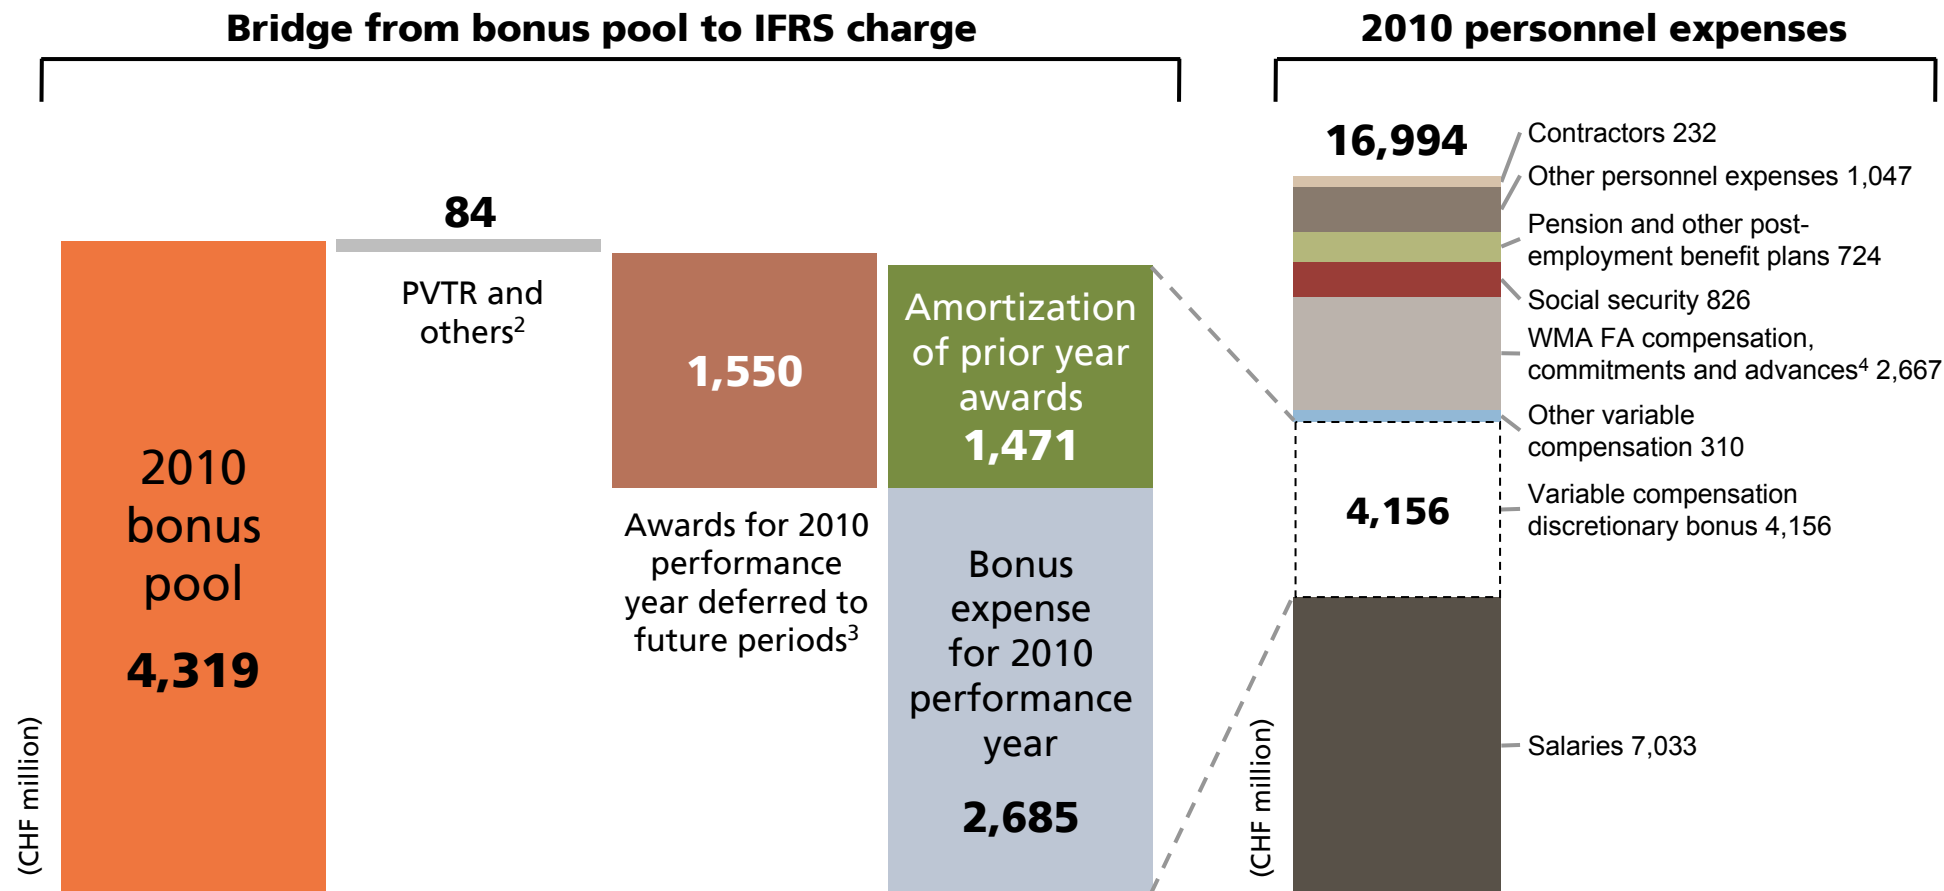 Bridge from bonus pool to IFRS charge
2010 bonus pool
4,319
84
PVTR and
others2
1,550
Awards for 2010
performance
year deferred to
future periods3
Amortization
of prior year
awards
1,471
Bonus
expense
for 2010
performance
year
2,685
(CHF million)
2010 personnel expenses
16,994
Contractors 232
Other personnel expenses 1,047
Pension and other post-
employment benefit plans 724
Social security 826
WMA FA compensation,
commitments and advances4 2,667
Other variable
compensation 310
4,156
Variable compensation
discretionary bonus 4,156
Salaries 7,033
(CHF million)